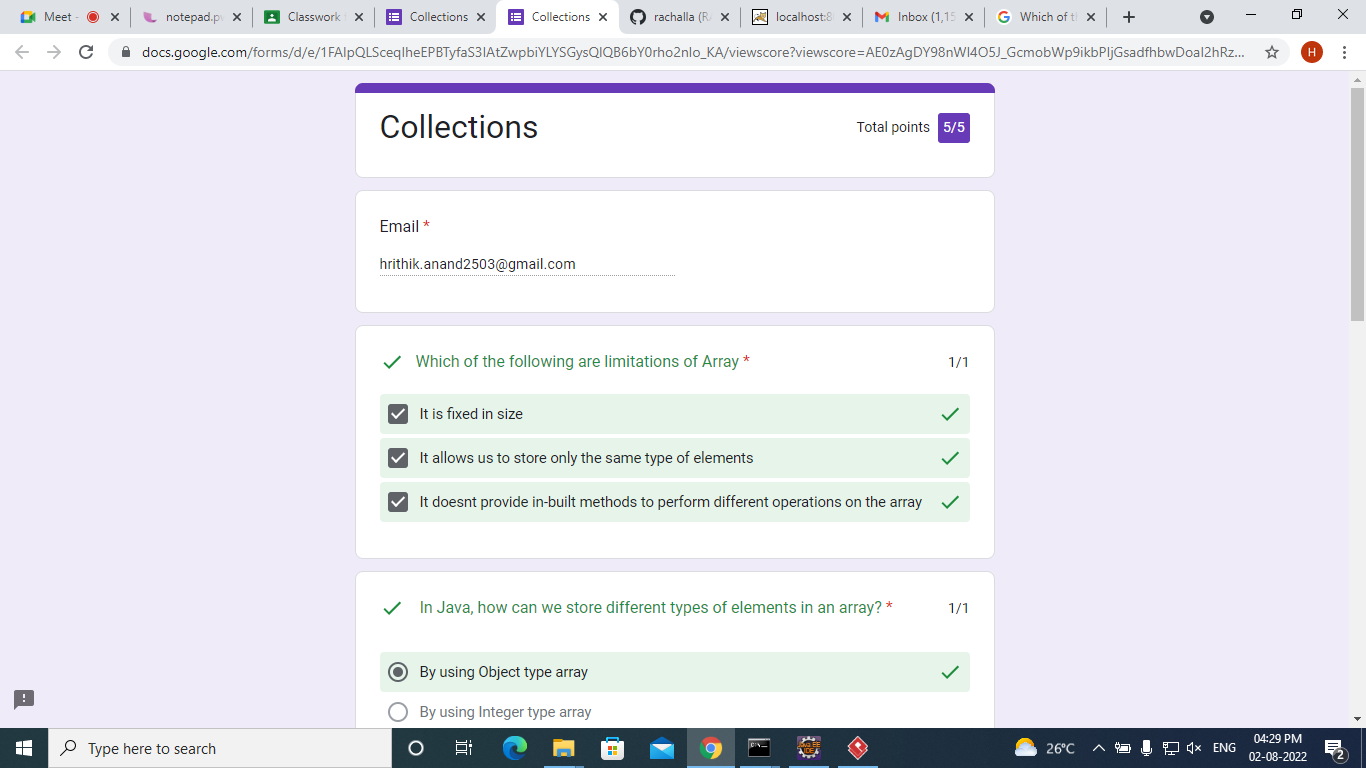 Meet -
notepad.p
Classwork
Collections
Collections
rachalla (R
localhost:8
Inbox (1,15
Which of t
docs.google.com/forms/d/e/1FAIpQLSceqIheEPBTyfaS3IAtZwpbiYLYSGysQIQB6bY0rho2nIo_KA/viewscore?viewscore=AE0zAgDY98nWI4O5J_GcmobWp9ikbPIjGsadfhbwDoaI2hRz...
H
Collections
Total points 5/5
Email *
hrithik.anand2503@gmail.com
Which of the following are limitations of Array *
1/1
It is fixed in size
It allows us to store only the same type of elements
It doesnt provide in-built methods to perform different operations on the array
In Java, how can we store different types of elements in an array? *
1/1
By using Object type array
By using Integer type array
Type here to search
26°C
ENG
04:29 PM
02-08-2022
2